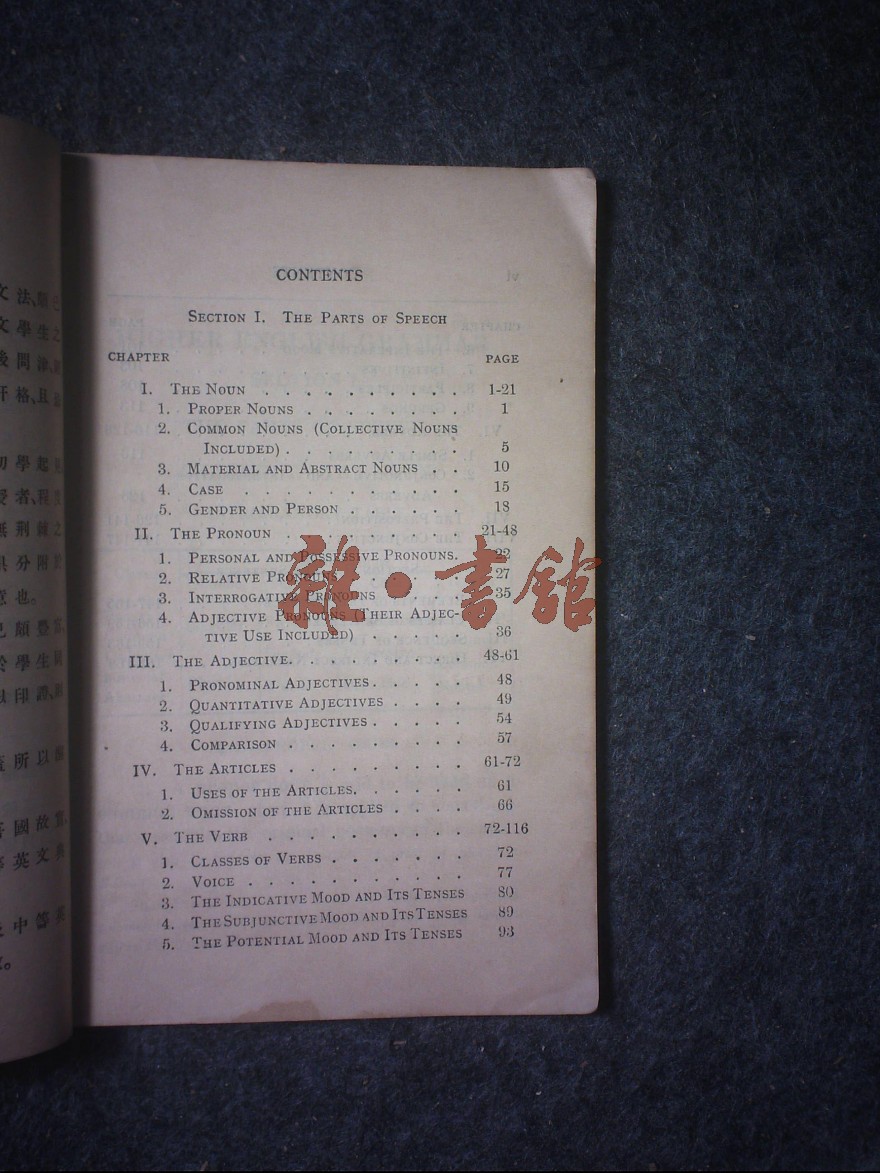 CONTENTS
SECTION I. THE PARTS OF SPEECH
CHAPTER PAGE
I. THE NOUN . . . . . . . . . . 1-21
1. PROPER NOUNS . . . . . . . . 1
2. COMMON NOUNS (COLLECTIVE NOUNS
INCLUDED) . . . . . . . . 5
3. MATERIAL AND ABSTRACT NOUNS . . 10
4. CASE . . . . . . . . . . . 15
5. GENDER AND PERSON . . . . . . 18
II. THE PRONOUN . . . . . . . . . 21-48
1. PERSONAL AND POSSESSIVE PRONOUNS. 22
2. RELATIVE PRONOUNS . . . . . . 27
3. INTERROGATIVE PRONOUNS . . . . 35
4. ADJECTIVE PRONOUNS (THEIR ADJEC-
TIVE USE INCLUDED) . . . . . 36
III. THE ADJECTIVE. . . . . . . . . 48-61
1. PRONOMINAL ADJECTIVES. . . . . 48
2. QUANTITATIVE ADJECTIVES . . . . 49
3. QUALIFYING ADJECTIVES . . . . . 54
4. COMPARISON . . . . . . . . . 57
IV. THE ARTICLES . . . . . . . . . 61-72
1. USES OF THE ARTICLES. . . . . . 61
2. OMISSION OF THE ARTICLES . . . . 66
V. THE VERB . . . . . . . . . . 72-116
1. CLASSES OF VERBS . . . . . . . 72
2. VOICE . . . . . . . . . . . 77
3. THE INDICATIVE MOOD AND ITS TENSES 80
4. THE SUBJUNCTIVE MOOD AND ITS TENSES 89
5. THE POTENTIAL MOOD AND ITS TENSES 93
雜·書館